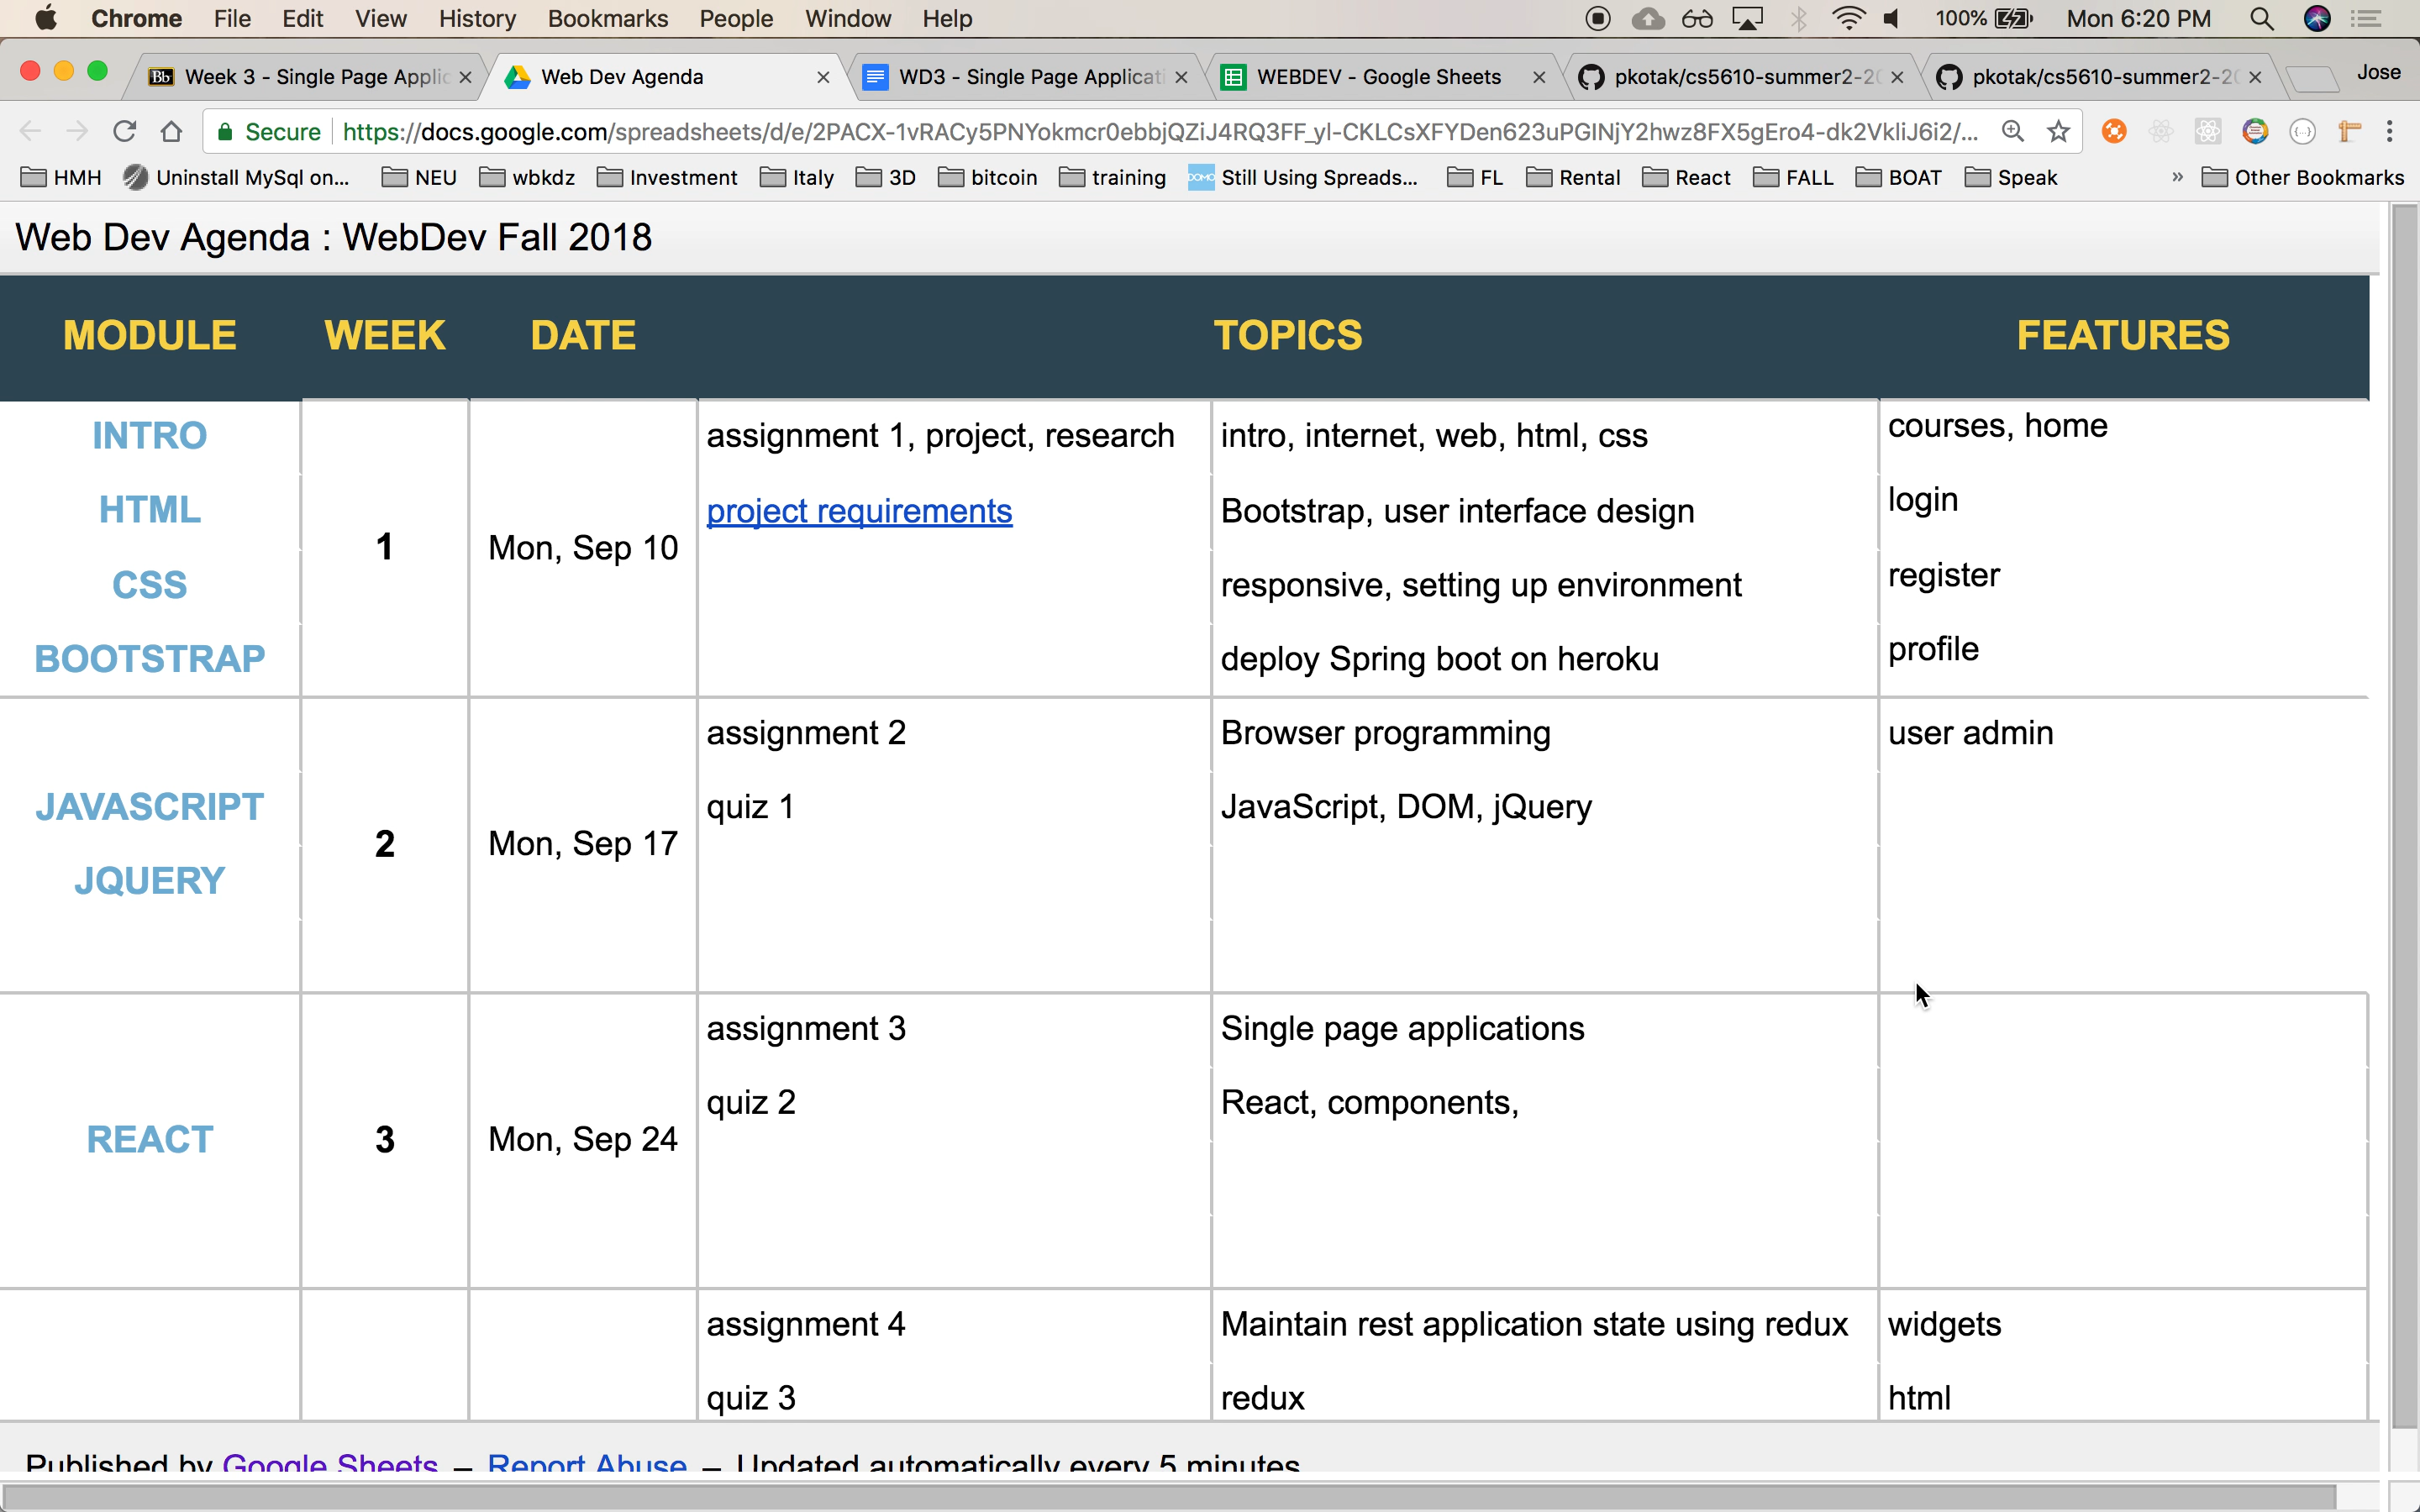 Chrome File Edit View History Bookmarks People Window Help 100% Mon 6:20 PM
Bb Week 3 - Single Page Applic Web Dev Agenda WD3 - Single Page Applicati WEBDEV - Google Sheets pkotak/cs5610-summer2-20 pkotak/cs5610-summer2-20 Jose
Secure https://docs.google.com/spreadsheets/d/e/2PACX-1vRACy5PNYokmcr0ebbjQZiJ4RQ3FF_yl-CKLCsXFYDen623uPGINjY2hwz8FX5gEro4-dk2VkliJ6i2/...
HMH Uninstall MySql on... NEU wbkdz Investment Italy 3D bitcoin training DOMO Still Using Spreads... FL Rental React FALL BOAT Speak » Other Bookmarks
Web Dev Agenda : WebDev Fall 2018
MODULE WEEK DATE TOPICS FEATURES
INTRO assignment 1, project, research intro, internet, web, html, css courses, home
HTML project requirements Bootstrap, user interface design login
1 Mon, Sep 10
CSS responsive, setting up environment register
BOOTSTRAP deploy Spring boot on heroku profile
assignment 2 Browser programming user admin
JAVASCRIPT quiz 1 JavaScript, DOM, jQuery
2 Mon, Sep 17
JQUERY
assignment 3 Single page applications
quiz 2 React, components,
REACT 3 Mon, Sep 24
assignment 4 Maintain rest application state using redux widgets
quiz 3 redux html
Published by Google Sheets – Report Abuse – Updated automatically every 5 minutes